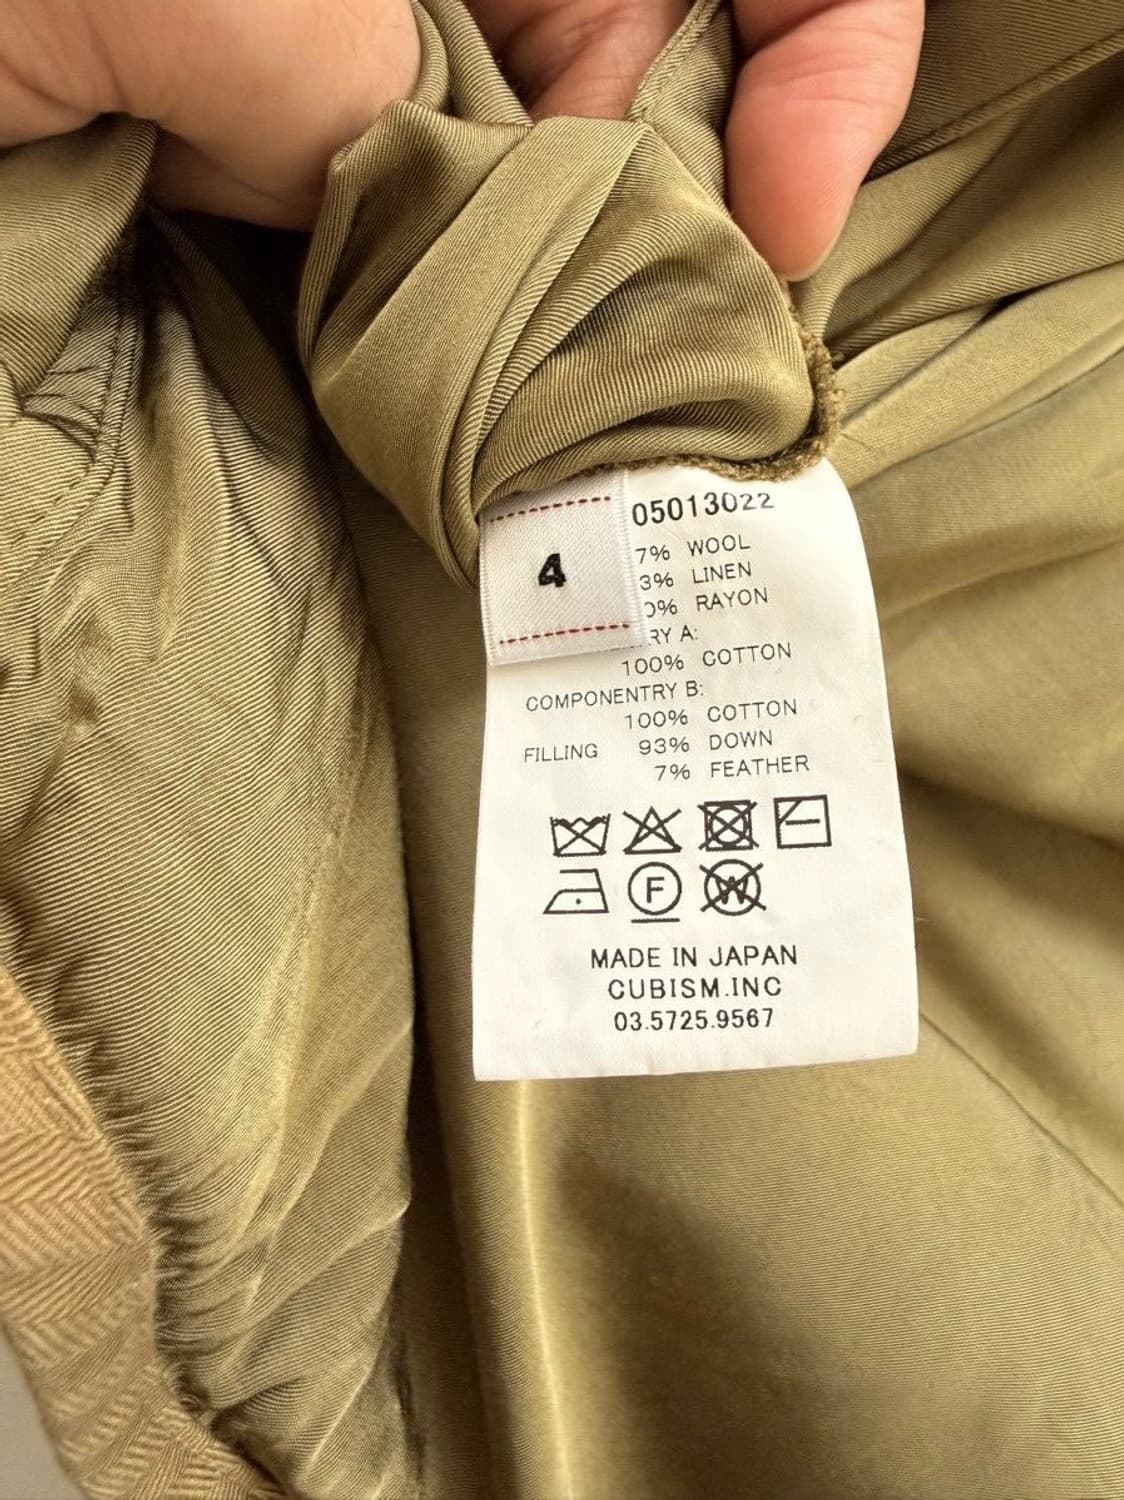 4
05013022
7% WOOL
3% LINEN
0% RAYON
RY A:
100% COTTON
COMPONENTRY B:
100% COTTON
FILLING 93% DOWN
7% FEATHER
F
W
MADE IN JAPAN
CUBISM.INC
03.5725.9567